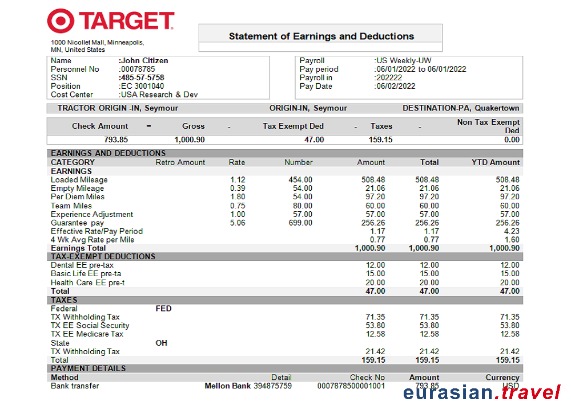 TARGET
Statement of Earnings and Deductions
1000 Nicollet Mall, Minneapolis,
MN, United States
Name :John Citizen Payroll :US Weekly-UW
Personnel No :00078785 Pay period :06/01/2022 to 06/01/2022
SSN :485-57-5758 Payroll in :202222
Position :EC 3001040 Pay Date :06/02/2022
Cost Center :USA Research & Dev
TRACTOR ORIGIN -IN, Seymour ORIGIN-IN, Seymour DESTINATION-PA, Quakertown
Check Amount = Gross - Tax Exempt Ded - Taxes - Non Tax Exempt Ded
793.85 1,000.90 47.00 159.15 0.00
EARNINGS AND DEDUCTIONS
CATEGORY Retro Amount Rate Number Amount Total YTD Amount
EARNINGS
Loaded Mileage 1.12 454.00 508.48 508.48 508.48
Empty Mileage 0.39 54.00 21.06 21.06 21.06
Per Diem Miles 1.80 54.00 97.20 97.20 97.20
Team Miles 0.75 80.00 60.00 60.00 60.00
Experience Adjustment 1.00 57.00 57.00 57.00 57.00
Guarantee pay 5.06 699.00 256.26 256.26 256.26
Effective Rate/Pay Period 1.17 1.17 4.23
4 Wk Avg Rate per Mile 0.77 0.77 1.60
Earnings Total 1,000.90 1,000.90 1,000.90
TAX-EXEMPT DEDUCTIONS
Dental EE pre-tax 12.00 12.00 12.00
Basic Life EE pre-ta 15.00 15.00 15.00
Health Care EE pre-t 20.00 20.00 20.00
Total 47.00 47.00 47.00
TAXES
Federal FED
TX Withholding Tax 71.35 71.35 71.35
TX EE Social Security 53.80 53.80 53.80
TX EE Medicare Tax 12.58 12.58 12.58
State OH
TX Withholding Tax 21.42 21.42 21.42
Total 159.15 159.15 159.15
PAYMENT DETAILS
Method Detail Check No Amount Currency
Bank transfer Mellon Bank 394875759 0007878500001001 793.85 USD
eurasian.travel